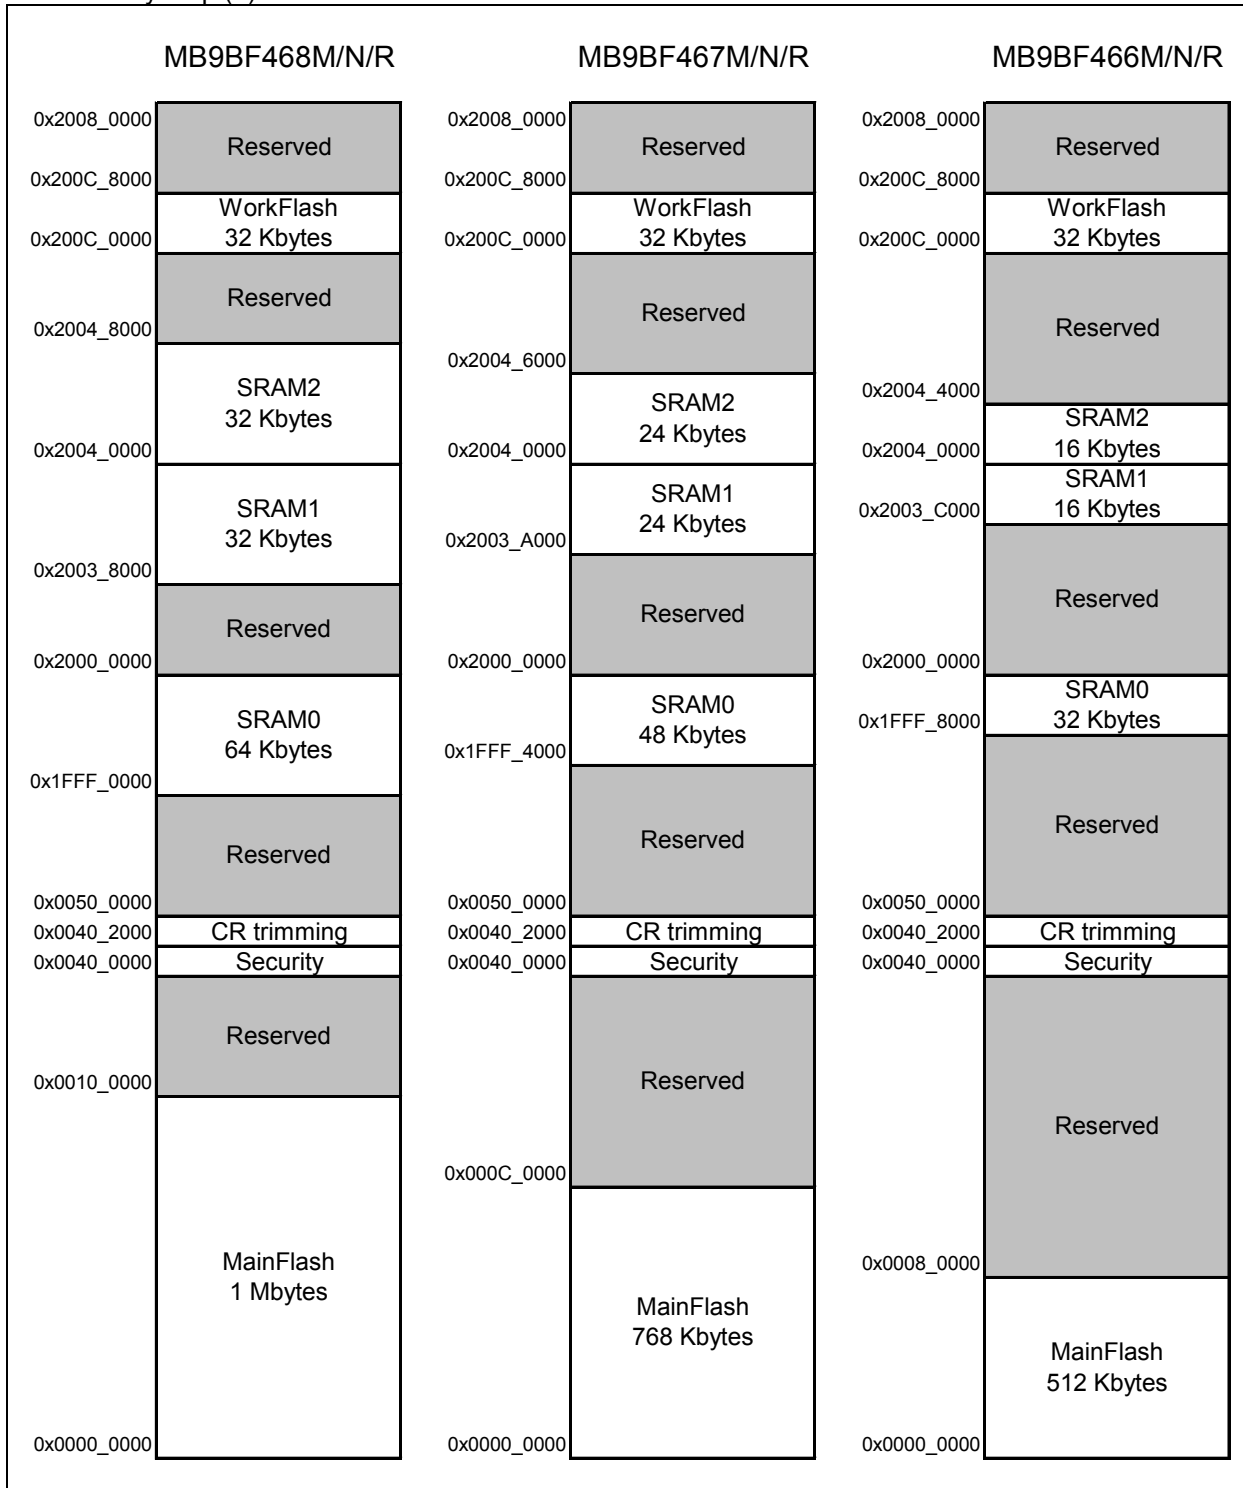 MB9BF468M/N/R
0x2008_0000
Reserved
0x200C_8000
WorkFlash
32 Kbytes
0x200C_0000
Reserved
0x2004_8000
SRAM2
32 Kbytes
0x2004_0000
SRAM1
32 Kbytes
0x2003_8000
Reserved
0x2000_0000
SRAM0
64 Kbytes
0x1FFF_0000
Reserved
0x0050_0000
CR trimming
0x0040_2000
Security
0x0040_0000
Reserved
0x0010_0000
MainFlash
1 Mbytes
0x0000_0000
MB9BF467M/N/R
0x2008_0000
Reserved
0x200C_8000
WorkFlash
32 Kbytes
0x200C_0000
Reserved
0x2004_6000
SRAM2
24 Kbytes
0x2004_0000
SRAM1
24 Kbytes
0x2003_A000
Reserved
0x2000_0000
SRAM0
48 Kbytes
0x1FFF_4000
Reserved
0x0050_0000
CR trimming
0x0040_2000
Security
0x0040_0000
Reserved
0x000C_0000
MainFlash
768 Kbytes
0x0000_0000
MB9BF466M/N/R
0x2008_0000
Reserved
0x200C_8000
WorkFlash
32 Kbytes
0x200C_0000
Reserved
0x2004_4000
SRAM2
16 Kbytes
0x2004_0000
SRAM1
16 Kbytes
0x2003_C000
Reserved
0x2000_0000
SRAM0
32 Kbytes
0x1FFF_8000
Reserved
0x0050_0000
CR trimming
0x0040_2000
Security
0x0040_0000
Reserved
0x0008_0000
MainFlash
512 Kbytes
0x0000_0000